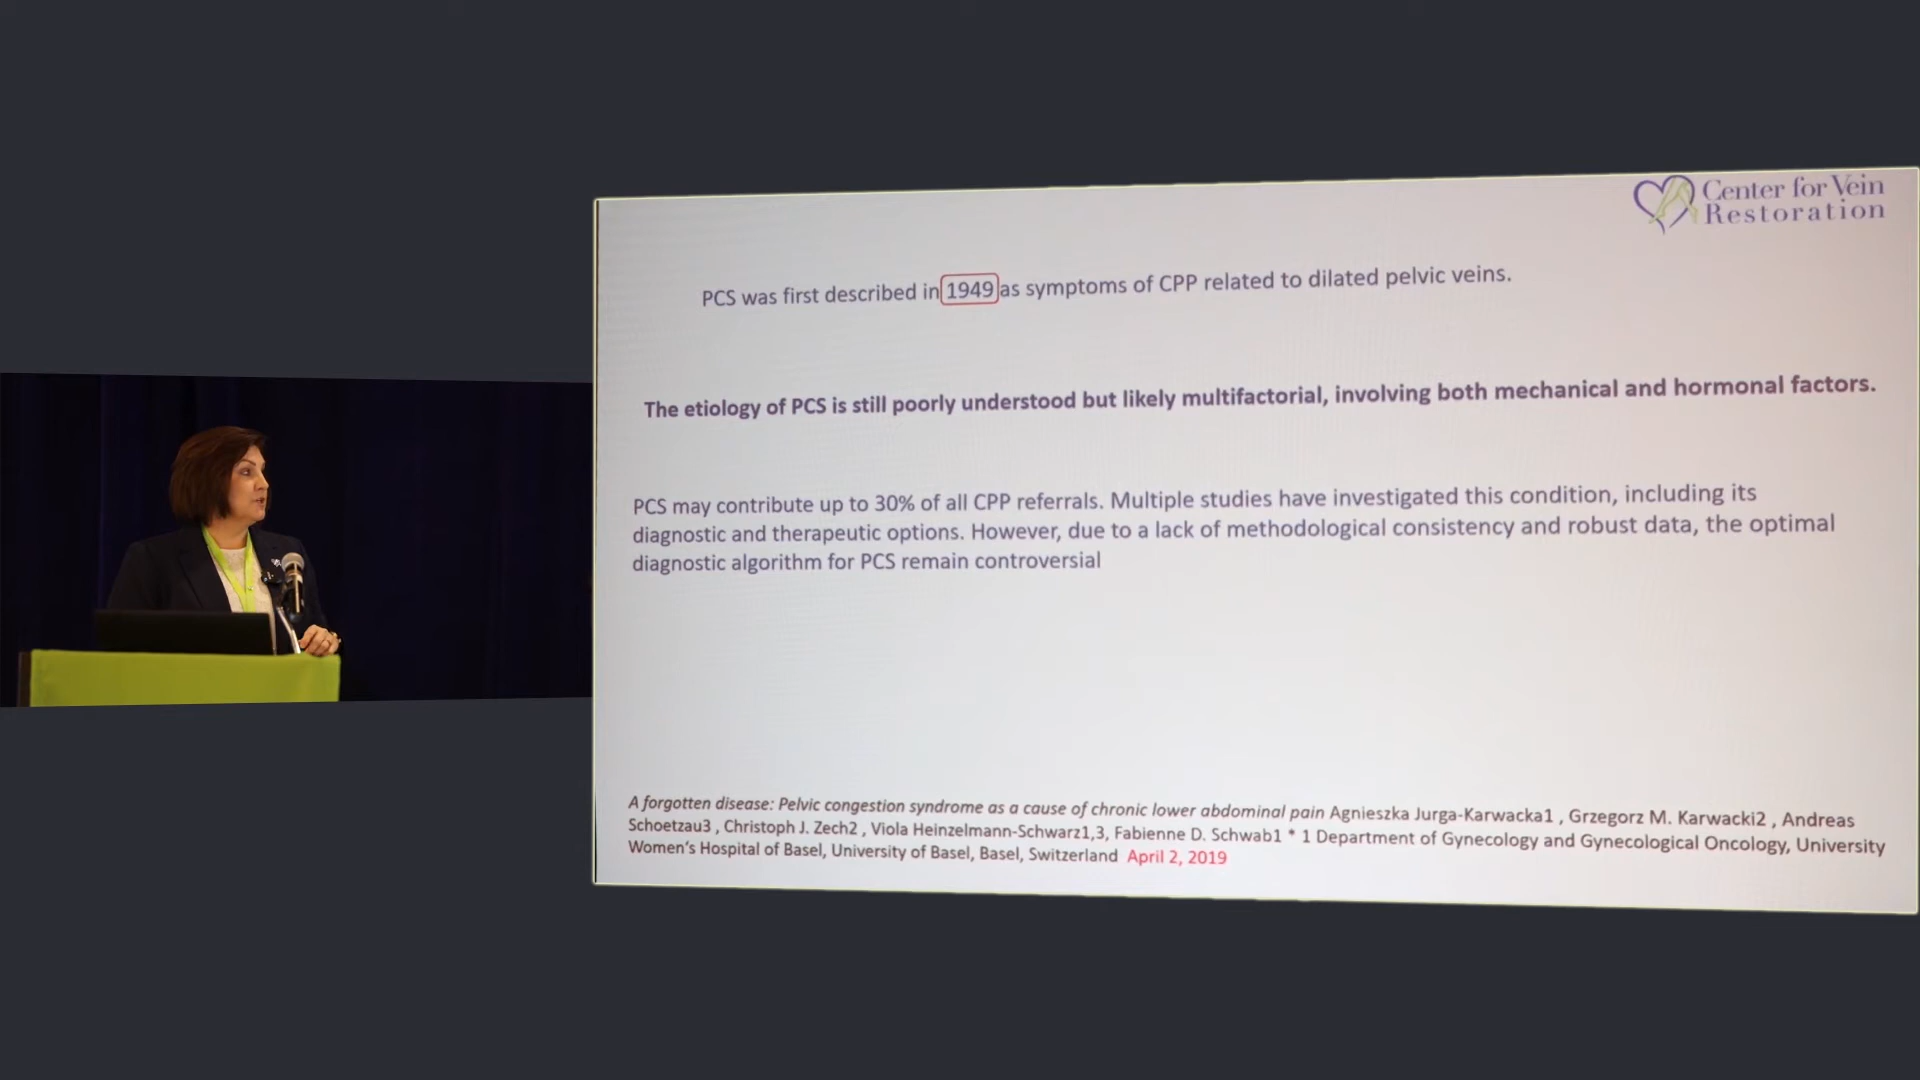 Center for Vein
Restoration
PCS was first described in 1949 as symptoms of CPP related to dilated pelvic veins.
The etiology of PCS is still poorly understood but likely multifactorial, involving both mechanical and hormonal factors.
PCS may contribute up to 30% of all CPP referrals. Multiple studies have investigated this condition, including its
diagnostic and therapeutic options. However, due to a lack of methodological consistency and robust data, the optimal
diagnostic algorithm for PCS remain controversial
A forgotten disease: Pelvic congestion syndrome as a cause of chronic lower abdominal pain Agnieszka Jurga-Karwacka1 , Grzegorz M. Karwacki2 , Andreas
Schoetzau3 , Christoph J. Zech2 , Viola Heinzelmann-Schwarz1,3, Fabienne D. Schwab1 * 1 Department of Gynecology and Gynecological Oncology, University
Women's Hospital of Basel, University of Basel, Basel, Switzerland April 2, 2019